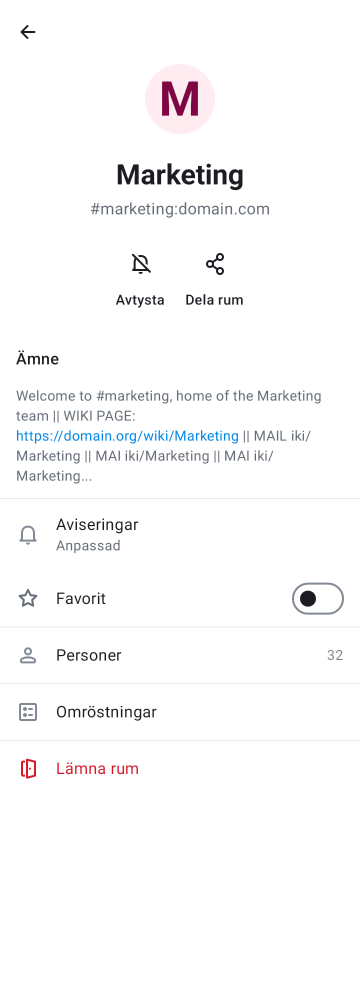 M
Marketing
#marketing:domain.com
Avtysta
Dela rum
Ämne
Welcome to #marketing, home of the Marketing
team || WIKI PAGE:
https://domain.org/wiki/Marketing || MAIL iki/
Marketing || MAI iki/Marketing || MAI iki/
Marketing...
Aviseringar
Anpassad
Favorit
Personer 32
Omröstningar
Lämna rum